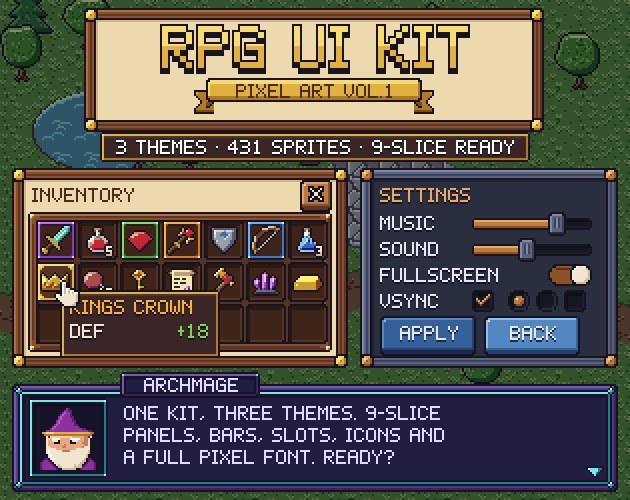 RPG UI KIT
PIXEL ART VOL.1
3 THEMES · 431 SPRITES · 9-SLICE READY
INVENTORY
5
3
KINGS CROWN
DEF +18
SETTINGS
MUSIC
SOUND
FULLSCREEN
VSYNC
APPLY BACK
ARCHMAGE
ONE KIT, THREE THEMES. 9-SLICE
PANELS, BARS, SLOTS, ICONS AND
A FULL PIXEL FONT. READY?